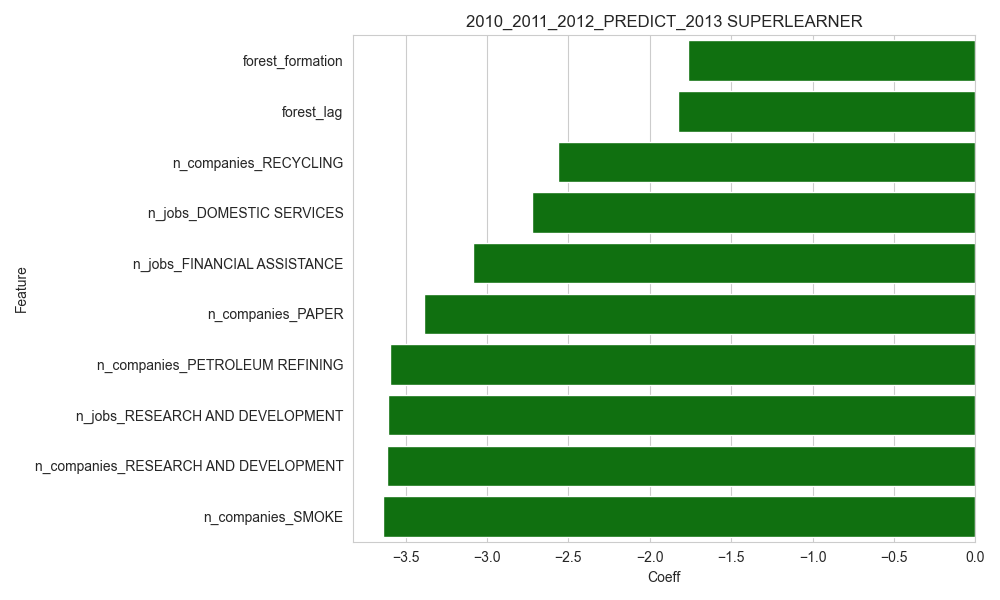 2010_2011_2012_PREDICT_2013 SUPERLEARNER
forest_formation
forest_lag
n_companies_RECYCLING
n_jobs_DOMESTIC SERVICES
n_jobs_FINANCIAL ASSISTANCE
n_companies_PAPER
n_companies_PETROLEUM REFINING
n_jobs_RESEARCH AND DEVELOPMENT
n_companies_RESEARCH AND DEVELOPMENT
n_companies_SMOKE
Feature
−3.5 −3.0 −2.5 −2.0 −1.5 −1.0 −0.5 0.0
Coeff